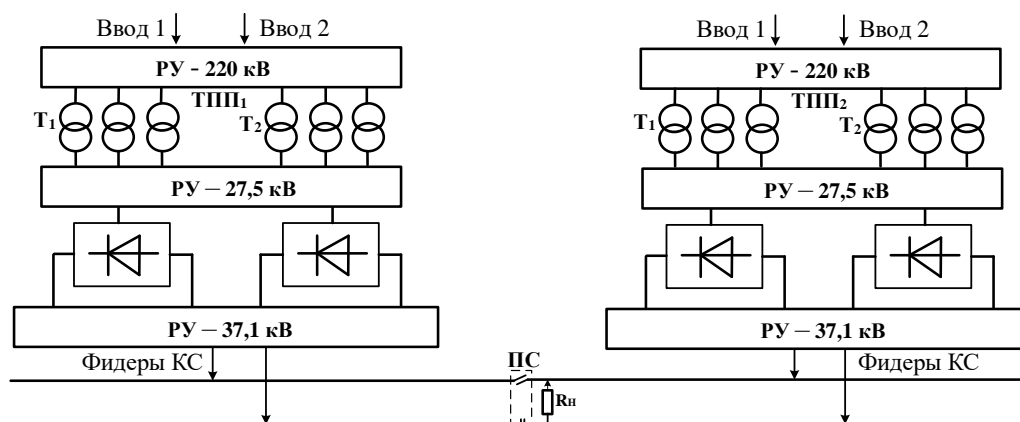 Ввод 1 Ввод 2 Ввод 1 Ввод 2
РУ - 220 кВ РУ - 220 кВ
ТПП1 ТПП2
Т1 Т2 Т1 Т2
РУ – 27,5 кВ РУ – 27,5 кВ
РУ – 37,1 кВ РУ – 37,1 кВ
Фидеры КС ПС Фидеры КС
Rн